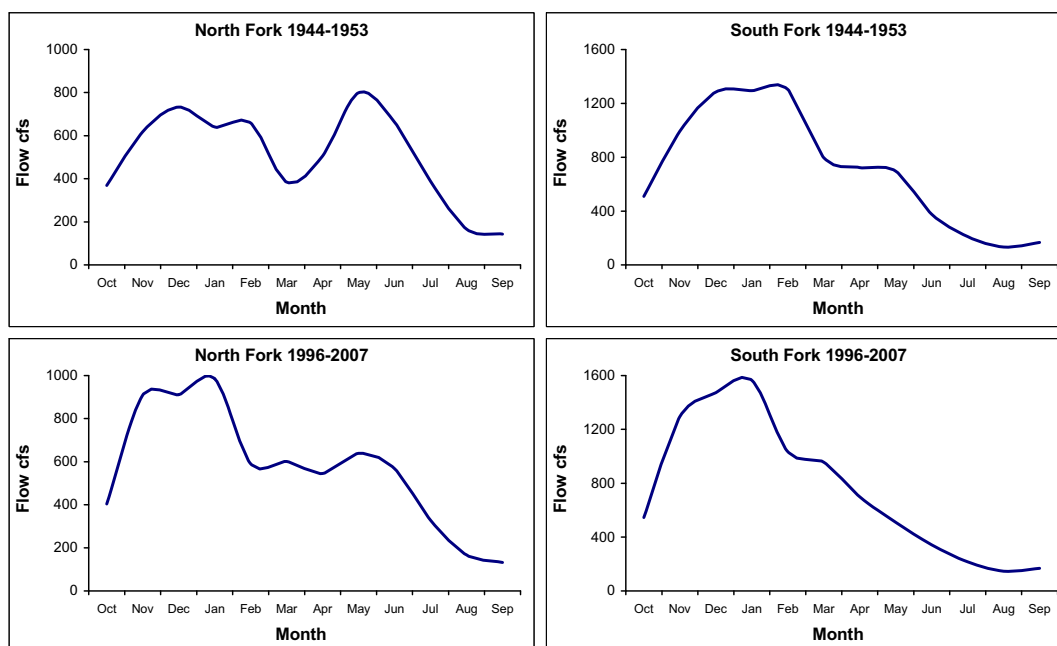 North Fork 1944-1953
1000
800
600
400
200
0
Flow cfs
Oct Nov Dec Jan Feb Mar Apr May Jun Jul Aug Sep
Month
South Fork 1944-1953
1600
1200
800
400
0
Flow cfs
Oct Nov Dec Jan Feb Mar Apr May Jun Jul Aug Sep
Month
North Fork 1996-2007
1000
800
600
400
200
0
Flow cfs
Oct Nov Dec Jan Feb Mar Apr May Jun Jul Aug Sep
Month
South Fork 1996-2007
1600
1200
800
400
0
Flow cfs
Oct Nov Dec Jan Feb Mar Apr May Jun Jul Aug Sep
Month